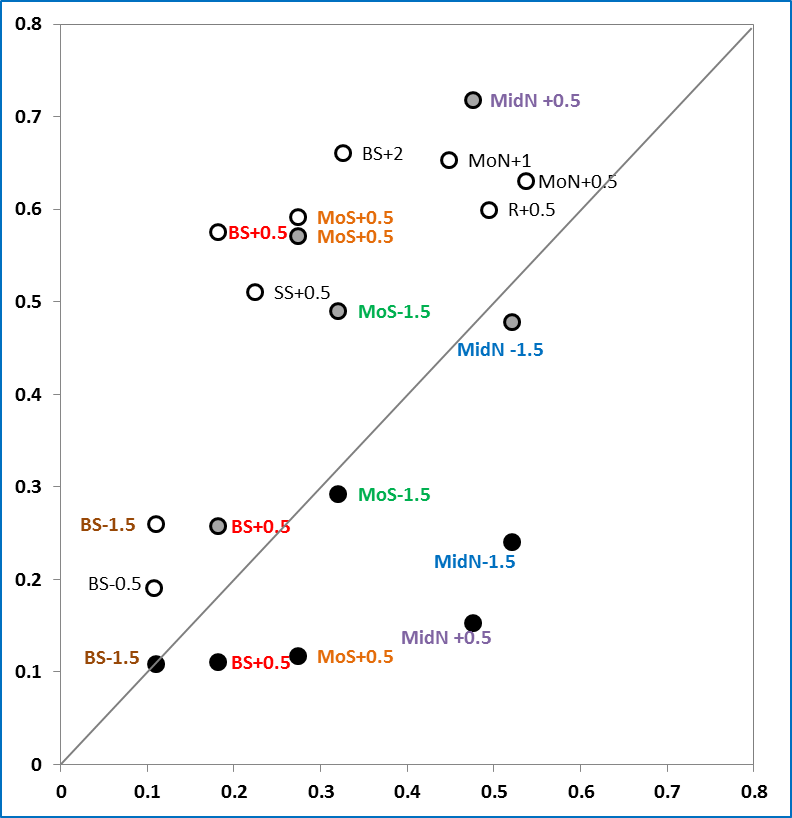 0.8
MidN +0.5
0.7
BS+2
MoN+1
MoN+0.5
0.6
R+0.5
MoS+0.5
BS+0.5
MoS+0.5
SS+0.5
0.5
MoS-1.5
MidN -1.5
0.4
0.3
MoS-1.5
BS-1.5
BS+0.5
MidN-1.5
0.2
BS-0.5
MidN +0.5
BS-1.5
BS+0.5
MoS+0.5
0.1
0
0 0.1 0.2 0.3 0.4 0.5 0.6 0.7 0.8